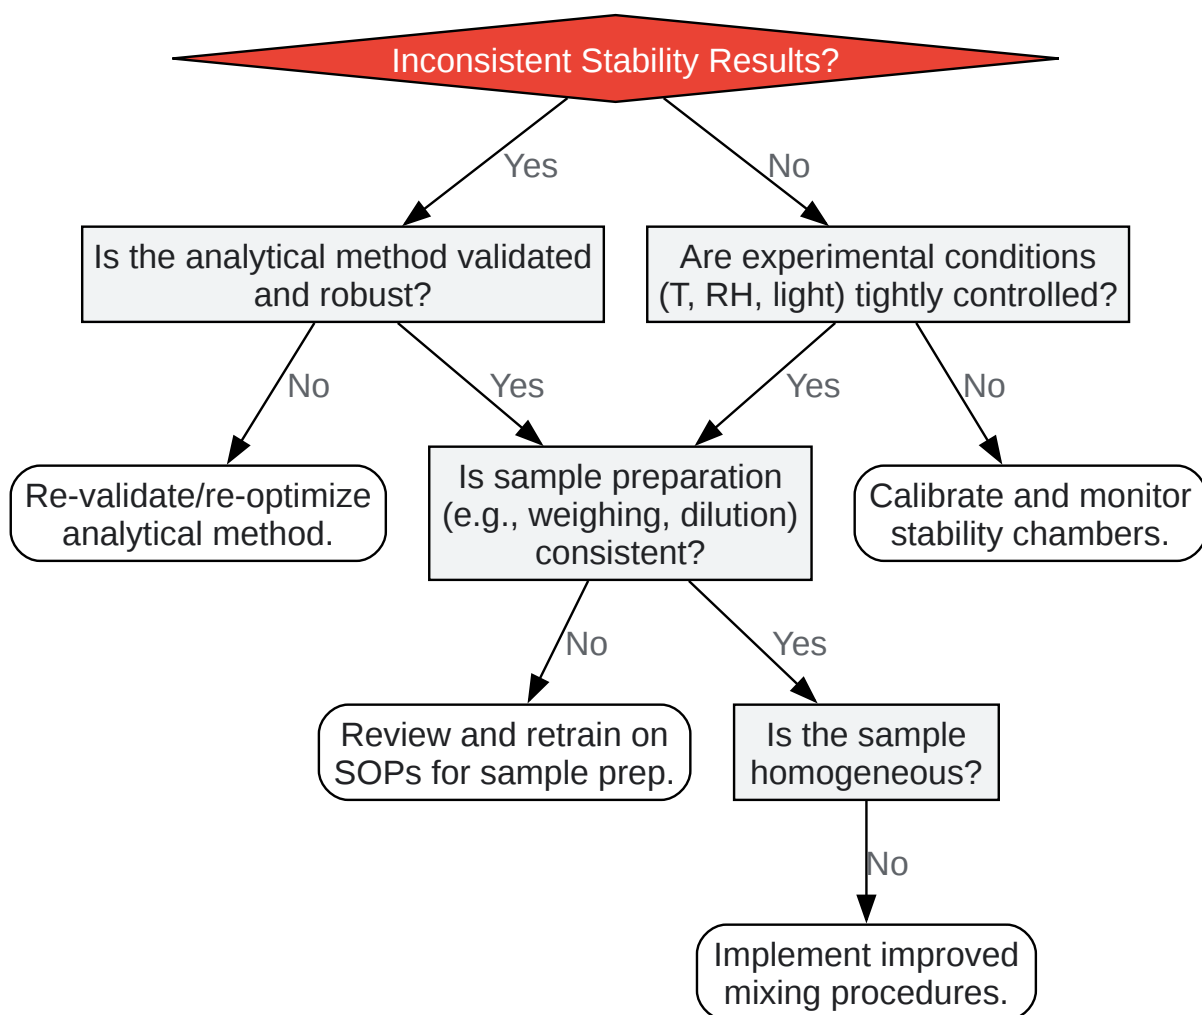 Inconsistent Stability Results?
Yes
No
Is the analytical method validated
and robust?
Are experimental conditions
(T, RH, light) tightly controlled?
No
Yes
Yes
No
Re-validate/re-optimize
analytical method.
Is sample preparation
(e.g., weighing, dilution)
consistent?
Calibrate and monitor
stability chambers.
No
Yes
Review and retrain on
SOPs for sample prep.
Is the sample
homogeneous?
No
Implement improved
mixing procedures.